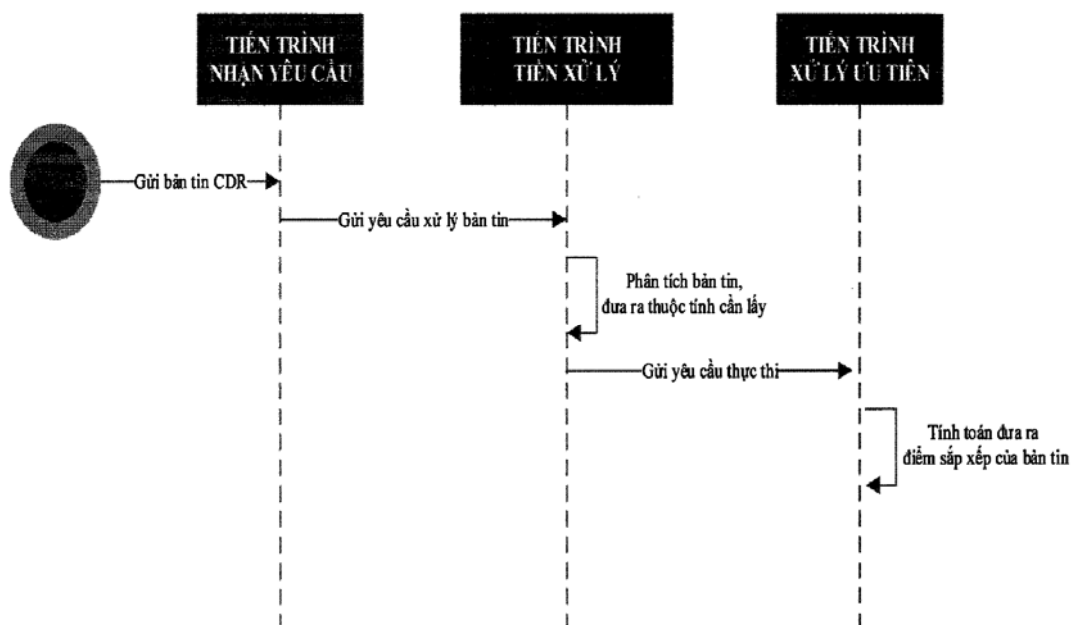 TIẾN TRÌNH
NHẬN YÊU CẦU
TIẾN TRÌNH
TIỀN XỬ LÝ
TIẾN TRÌNH
XỬ LÝ ƯU TIÊN
Gửi bản tin CDR
Gửi yêu cầu xử lý bản tin
Phân tích bản tin,
đưa ra thuộc tính cần lấy
Gửi yêu cầu thực thi
Tính toán đưa ra
điểm sắp xếp của bản tin